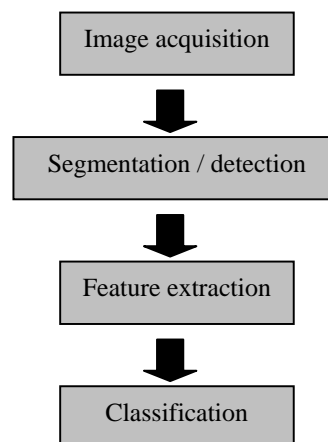 Image acquisition
Segmentation / detection
Feature extraction
Classification